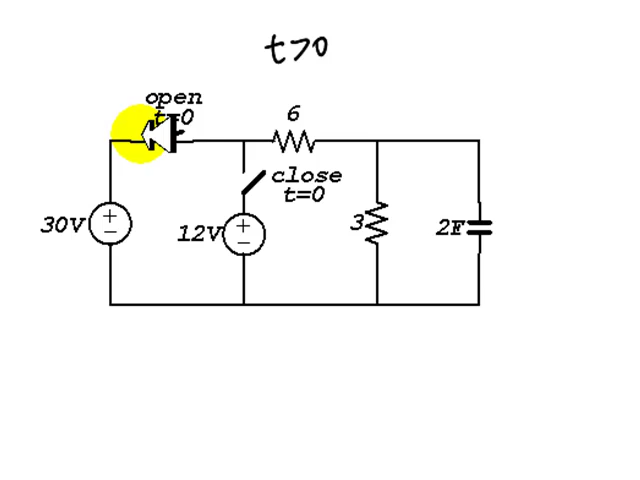 t>0
open
t=0
6
close
t=0
30V
+
−
12V
+
−
3
2F